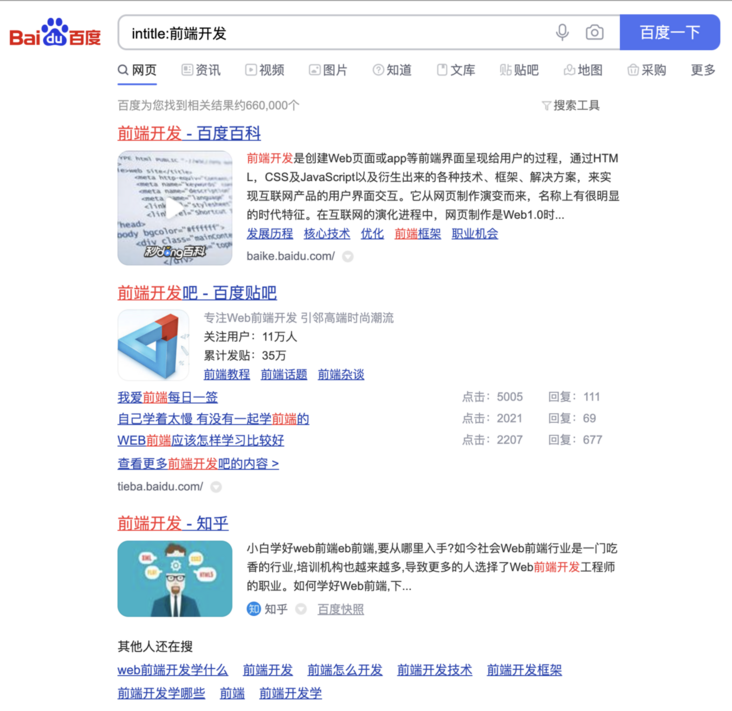 Bai du 百度
intitle:前端开发
百度一下
网页 资讯 视频 图片 知道 文库 贴吧 地图 采购 更多
百度为您找到相关结果约660,000个
搜索工具
前端开发 - 百度百科
前端开发是创建Web页面或app等前端界面呈现给用户的过程，通过HTM
L，CSS及JavaScript以及衍生出来的各种技术、框架、解决方案，来实
现互联网产品的用户界面交互。它从网页制作演变而来，名称上有很明显
的时代特征。在互联网的演化进程中，网页制作是Web1.0时...
发展历程 核心技术 优化 前端框架 职业机会
秒dong百科
baike.baidu.com/
前端开发吧 - 百度贴吧
专注Web前端开发 引邻高端时尚潮流
关注用户：11万人
累计发贴：35万
前端教程 前端话题 前端杂谈
我爱前端每日一签 点击：5005 回复：111
自己学着太慢 有没有一起学前端的 点击：2021 回复：69
WEB前端应该怎样学习比较好 点击：2207 回复：677
查看更多前端开发吧的内容 >
tieba.baidu.com/
前端开发 - 知乎
小白学好web前端eb前端,要从哪里入手?如今社会Web前端行业是一门吃
香的行业,培训机构也越来越多,导致更多的人选择了Web前端开发工程师
的职业。如何学好Web前端,下...
知 知乎 百度快照
其他人还在搜
web前端开发学什么 前端开发 前端怎么开发 前端开发技术 前端开发框架
前端开发学哪些 前端 前端开发学